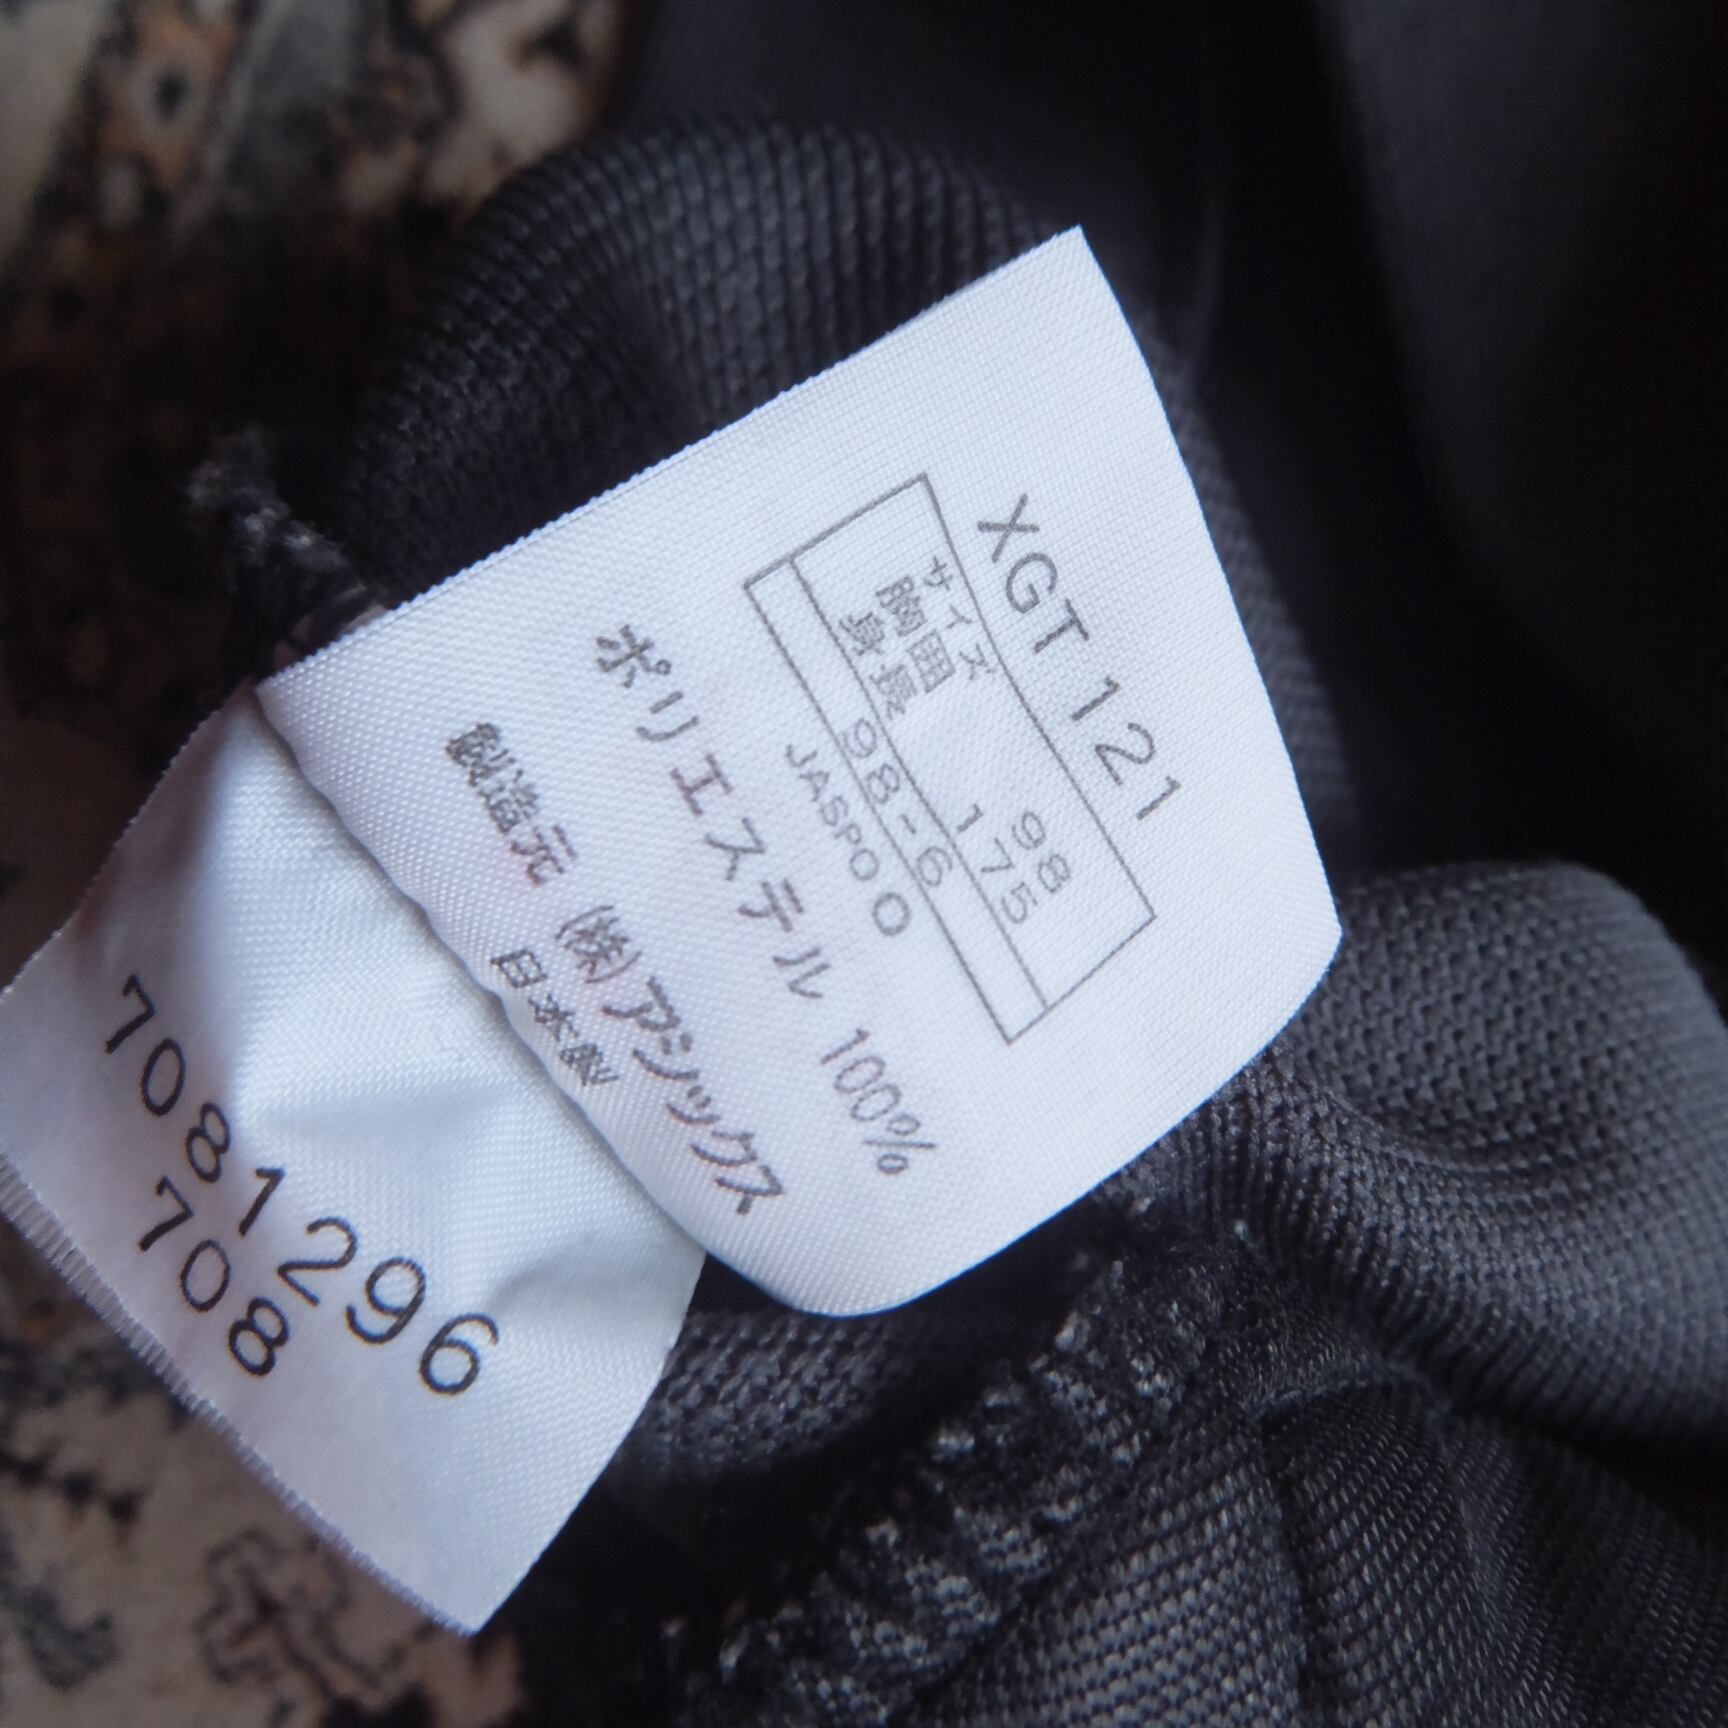 XGT121
サイズ
胸囲 98
身長 175
98-6
JASPO O
ポリエステル 100%
製造元 (株)アシックス
日本製
7081296
708